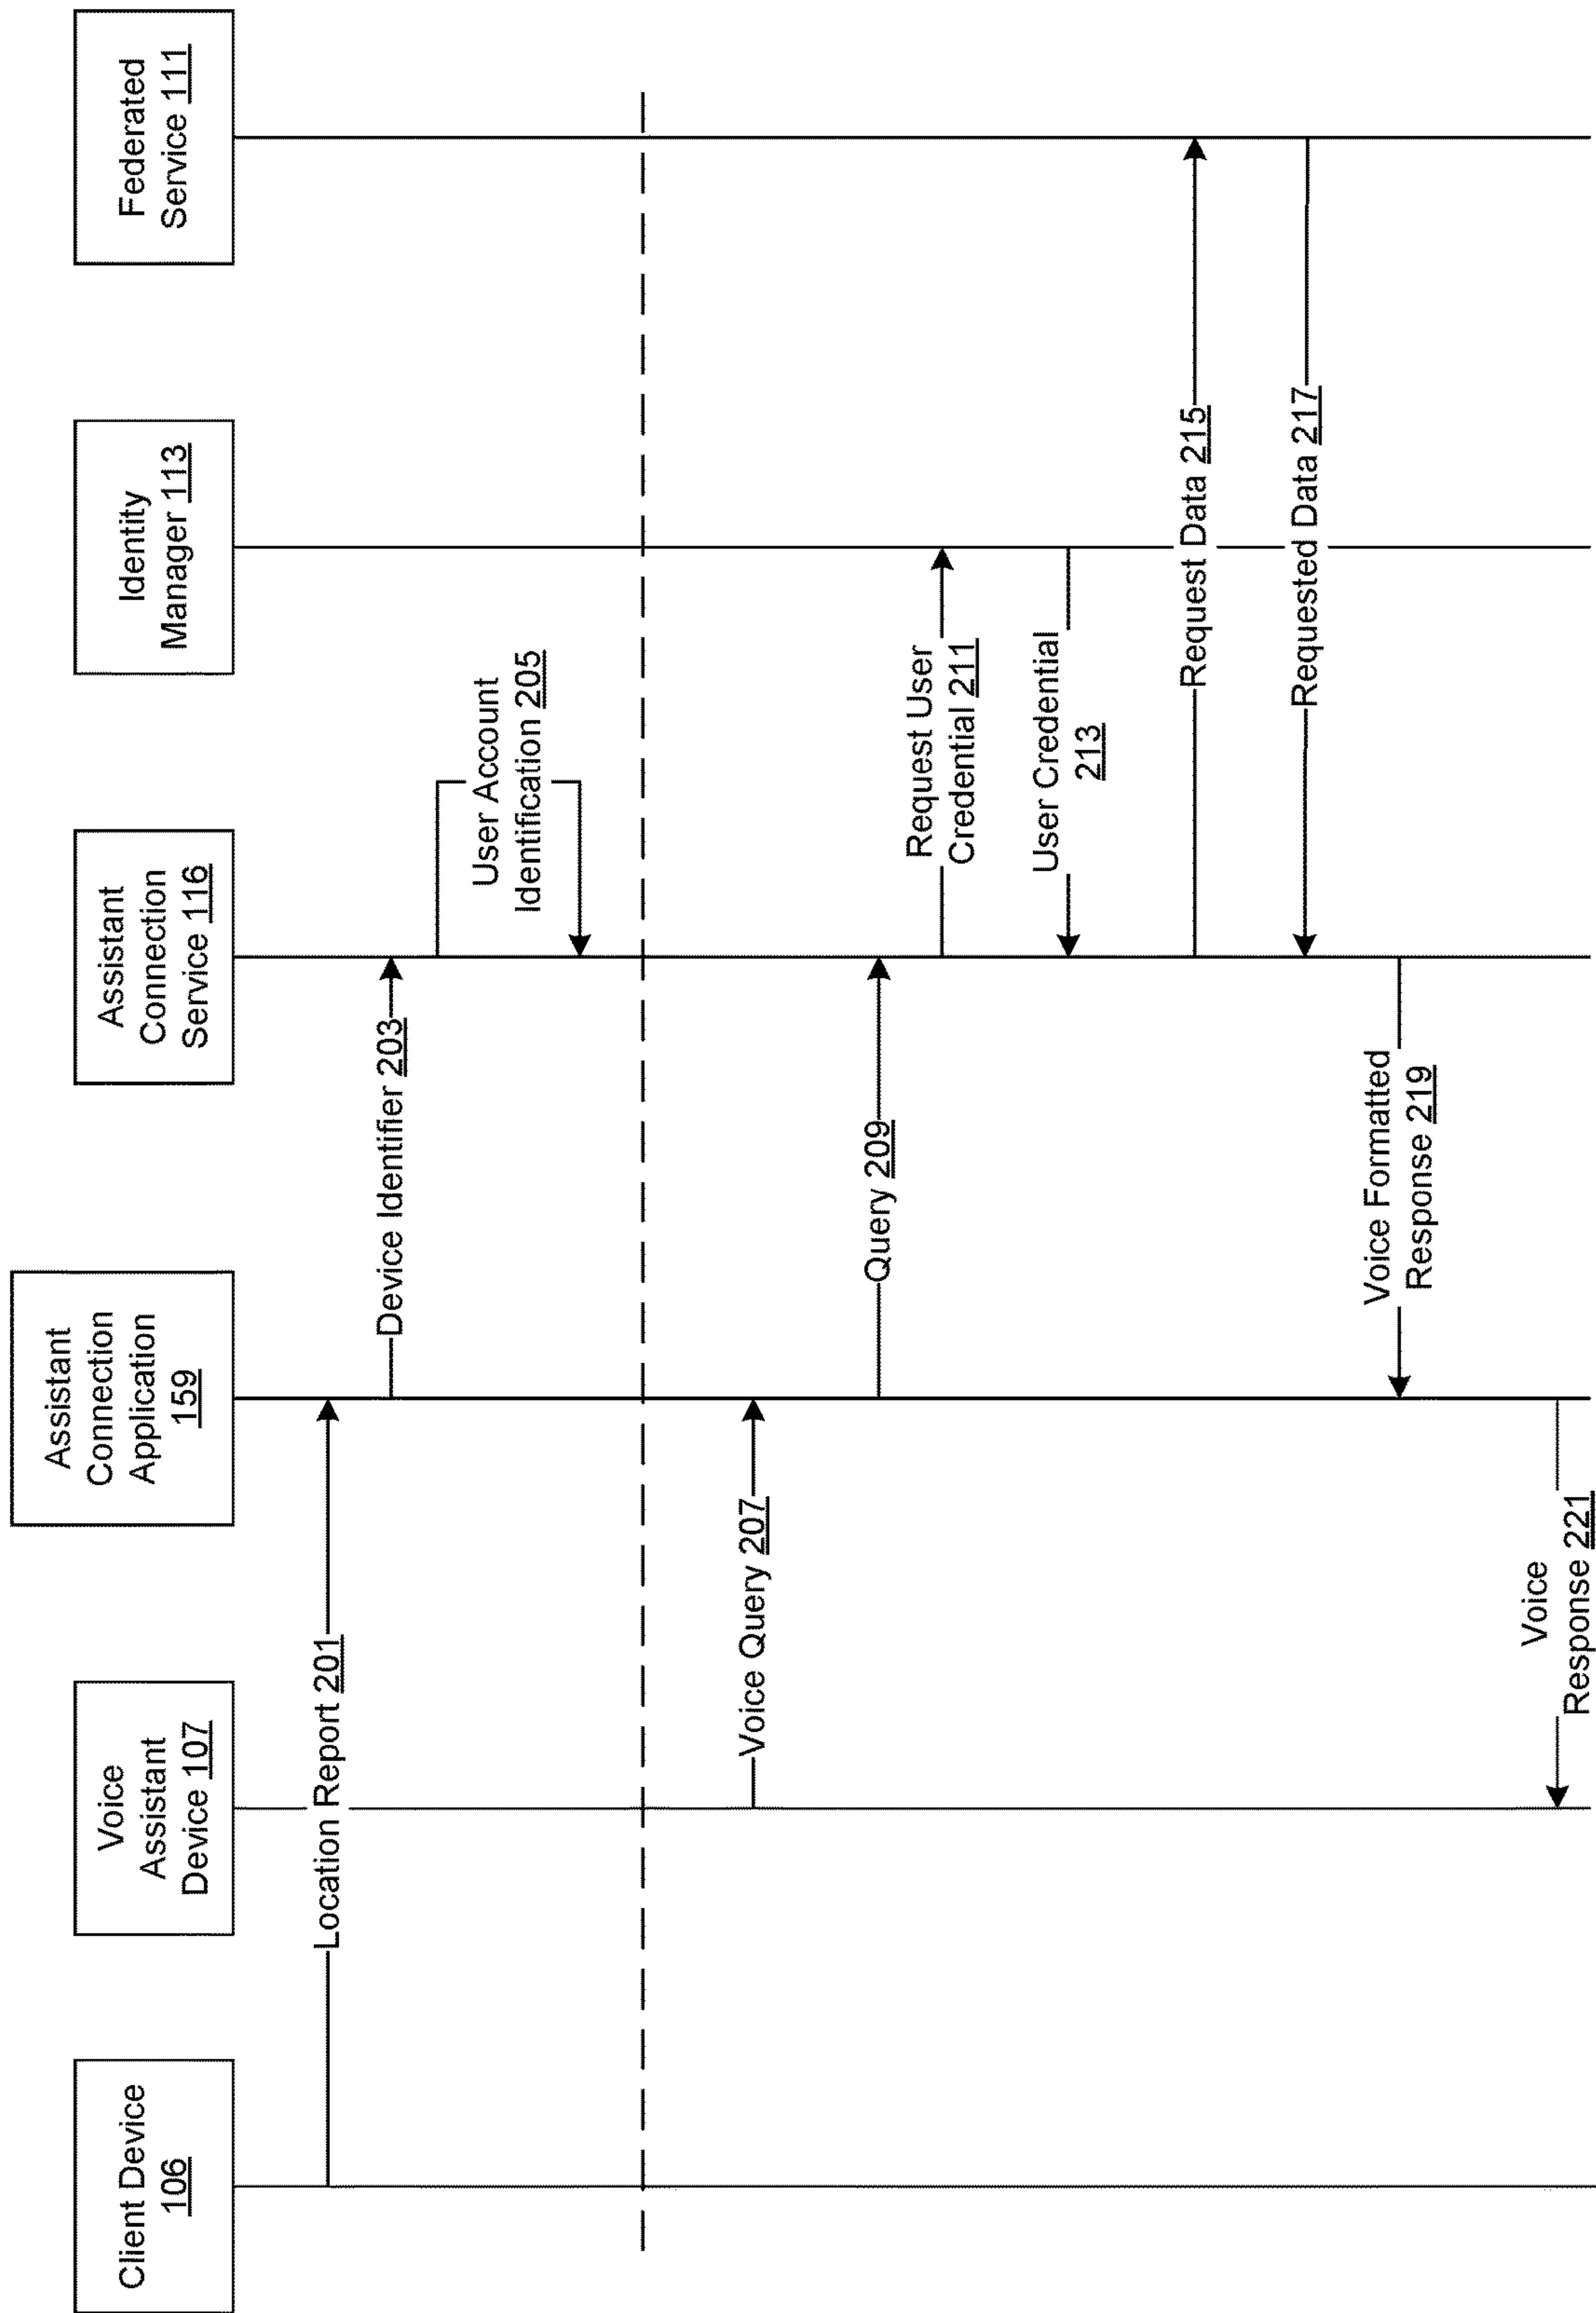 Client Device
106
Voice
Assistant
Device 107
Assistant
Connection
Application
159
Assistant
Connection
Service 116
Identity
Manager 113
Federated
Service 111
Location Report 201
Device Identifier 203
User Account
Identification 205
Voice Query 207
Query 209
Request User
Credential 211
User Credential
213
Request Data 215
Requested Data 217
Voice Formatted
Response 219
Voice
Response 221